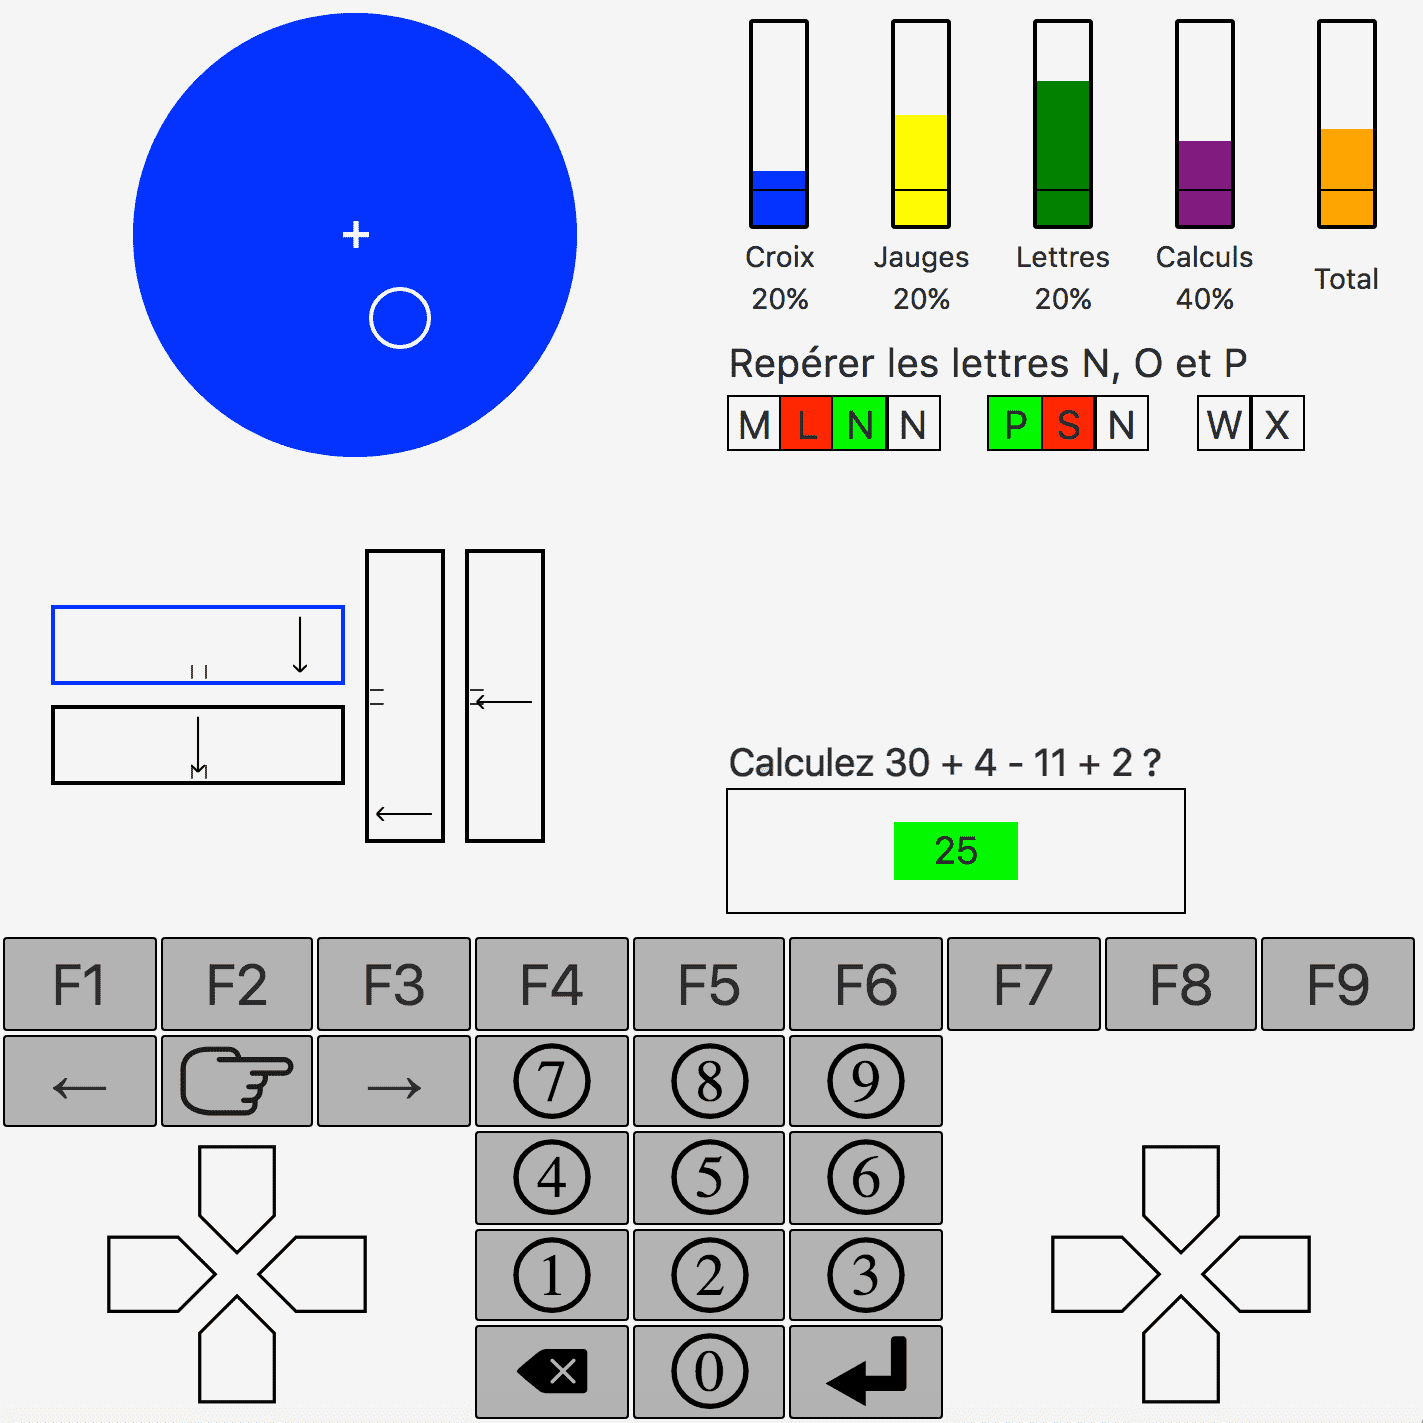 Croix Jauges Lettres Calculs Total
20% 20% 20% 40%
Repérer les lettres N, O et P
M L N N P S N W X
Calculez 30 + 4 - 11 + 2 ?
25
F1 F2 F3 F4 F5 F6 F7 F8 F9
← → 7 8 9
4 5 6
1 2 3
0